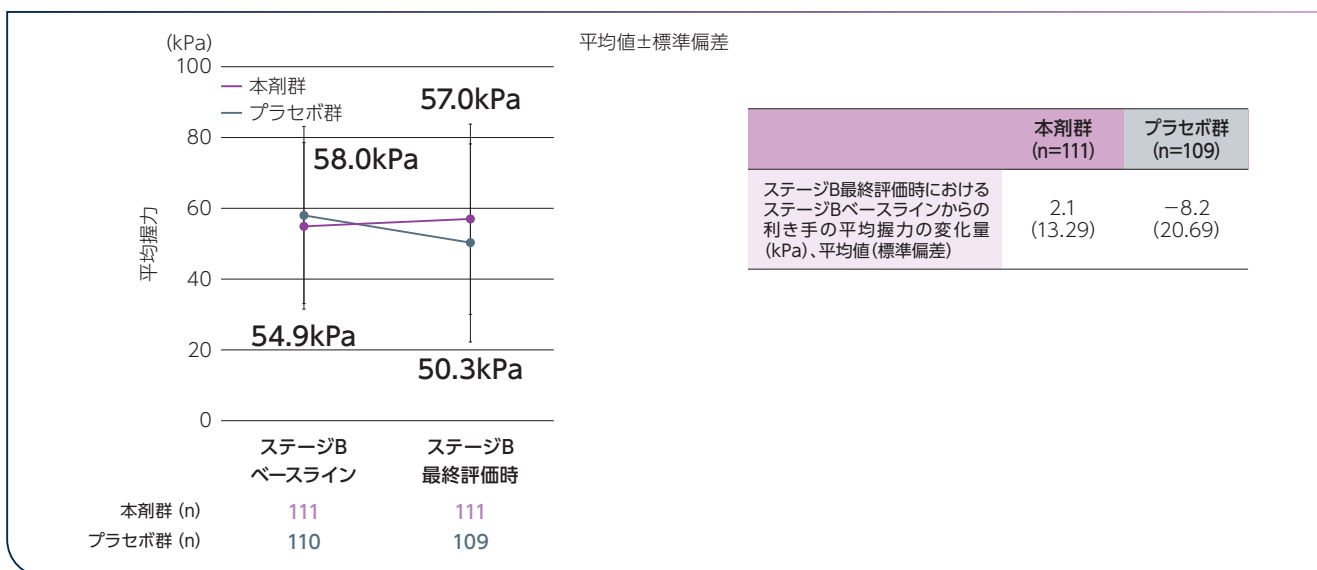 (kPa)
平均値±標準偏差
100
本剤群
プラセボ群
57.0kPa
80
58.0kPa
60
平均握力
40
54.9kPa
20
50.3kPa
0
ステージB
ベースライン
ステージB
最終評価時
本剤群 (n) 111 111
プラセボ群 (n) 110 109
本剤群
(n=111)
プラセボ群
(n=109)
ステージB最終評価時における
ステージBベースラインからの
利き手の平均握力の変化量
(kPa)、平均値(標準偏差)
2.1
(13.29)
−8.2
(20.69)